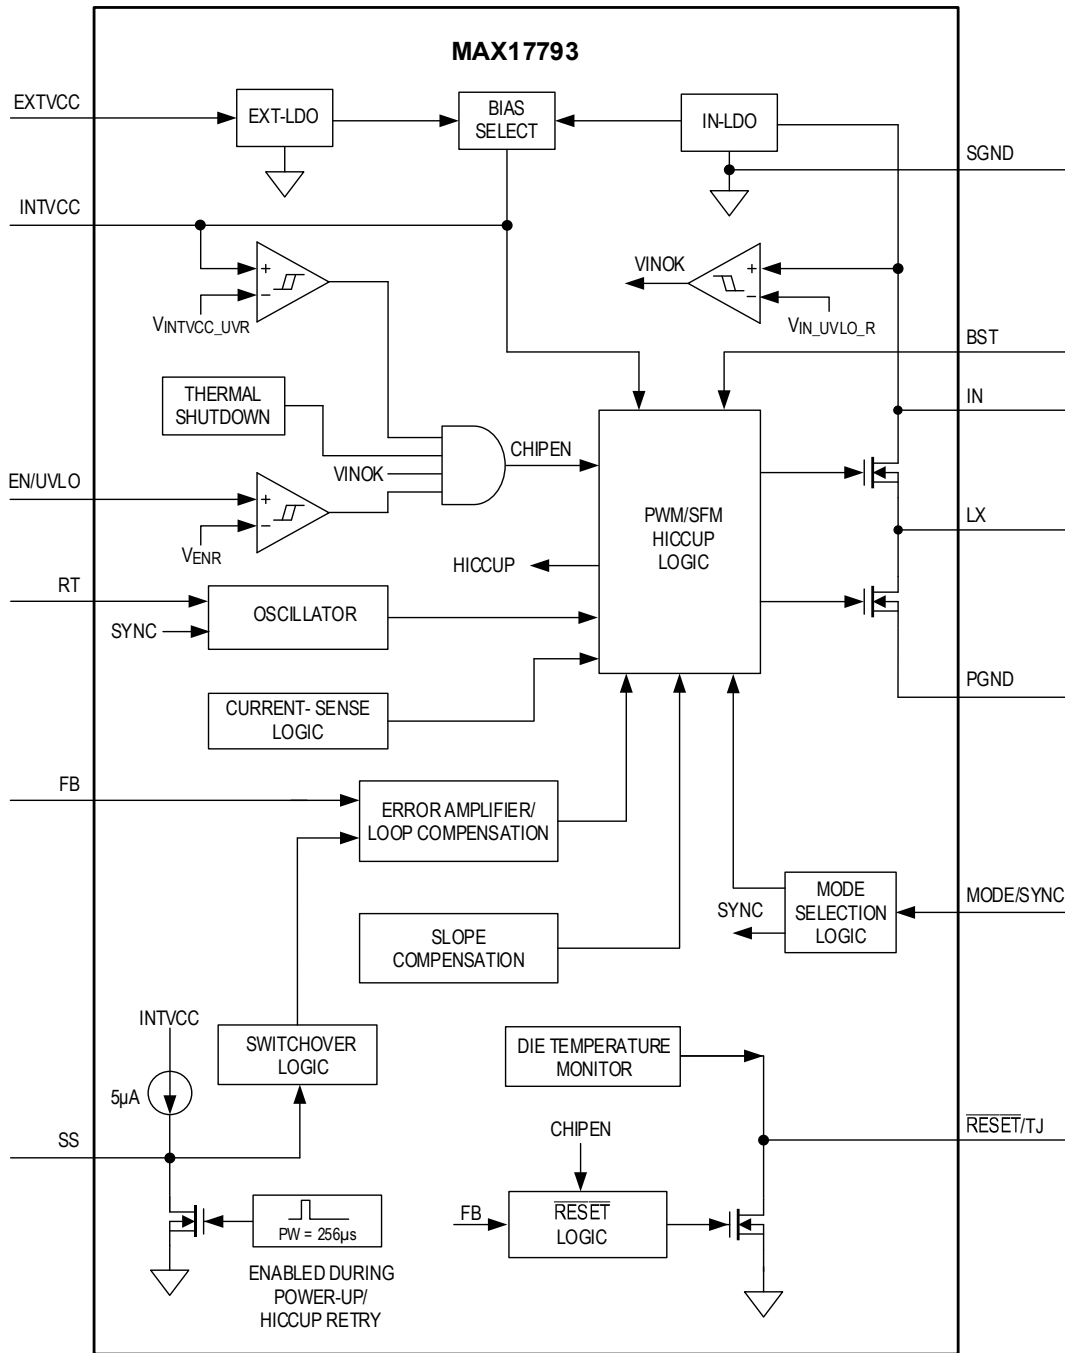 MAX17793
EXTVCC
EXT-LDO
BIAS
SELECT
IN-LDO
SGND
INTVCC
+
−
VINTVCC_UVR
VINOK
+
−
VIN_UVLO_R
BST
THERMAL
SHUTDOWN
IN
CHIPEN
VINOK
EN/UVLO
+
−
VENR
PWM/SFM
HICCUP
LOGIC
LX
HICCUP
RT
OSCILLATOR
SYNC
PGND
CURRENT- SENSE
LOGIC
FB
ERROR AMPLIFIER/
LOOP COMPENSATION
MODE
SELECTION
LOGIC
MODE/SYNC
SYNC
SLOPE
COMPENSATION
INTVCC
SWITCHOVER
LOGIC
DIE TEMPERATURE
MONITOR
5µA
SS
CHIPEN
RESET/TJ
FB
RESET
LOGIC
PW = 256µs
ENABLED DURING
POWER-UP/
HICCUP RETRY